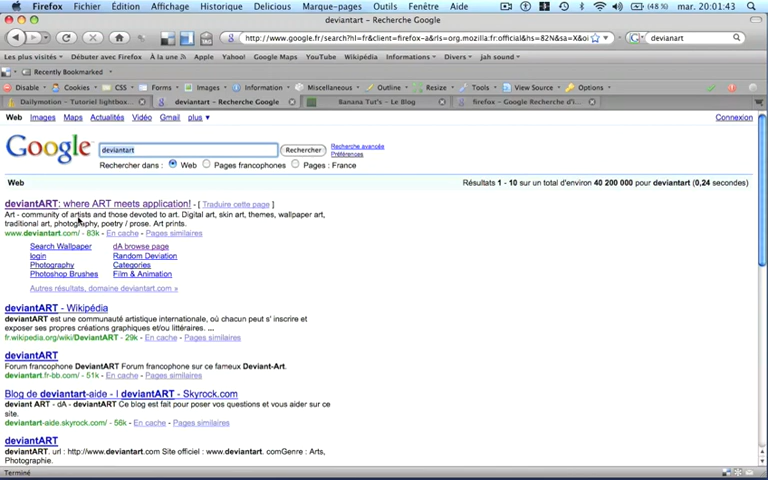 Firefox Fichier Édition Affichage Historique Delicious Marque-pages Outils Fenêtre Aide (48 %) mar. 20:01:43
deviantart - Recherche Google
http://www.google.fr/search?hl=fr&client=firefox-a&rls=org.mozilla:fr:official&hs=82N&sa=X&oi deviantart
Les plus visités Débuter avec Firefox Apple Yahoo! Google Maps YouTube Wikipédia Informations Divers jah sound
Recently Bookmarked
Disable Cookies CSS Forms Images Information Miscellaneous Outline Resize Tools View Source Options
Dailymotion - Tutoriel lightbox... deviantart - Recherche Google Banana Tut's - Le Blog firefox - Google Recherche d'i...
Web Images Maps Actualités Vidéo Gmail plus Connexion
Google deviantart Rechercher Recherche avancée
Préférences
Rechercher dans : Web Pages francophones Pages : France
Web Résultats 1 - 10 sur un total d'environ 40 200 000 pour deviantart (0,24 secondes)
deviantART: where ART meets application! - [ Traduire cette page ]
Art - community of artists and those devoted to art. Digital art, skin art, themes, wallpaper art,
traditional art, photography, poetry / prose. Art prints.
www.deviantart.com/ - 83k - En cache - Pages similaires
Search Wallpaper dA browse page
login Random Deviation
Photography Categories
Photoshop Brushes Film & Animation
Autres résultats, domaine deviantart.com »
deviantART - Wikipédia
deviantART est une communauté artistique internationale, où chacun peut s' inscrire et
exposer ses propres créations graphiques et/ou littéraires. ...
fr.wikipedia.org/wiki/DeviantART - 29k - En cache - Pages similaires
deviantART
Forum francophone DeviantART Forum francophone sur ce fameux Deviant-Art.
deviantart.fr-bb.com/ - 51k - En cache - Pages similaires
Blog de deviantart-aide - | deviantART - Skyrock.com
deviant ART - dA - deviantART Ce blog est fait pour poser vos questions et vous aider sur ce
site.
deviantart-aide.skyrock.com/ - 56k - En cache - Pages similaires
deviantART
deviantART. url : http://www.deviantart. com Site officiel : www.deviantart. comGenre : Arts,
Photographie.
Terminé